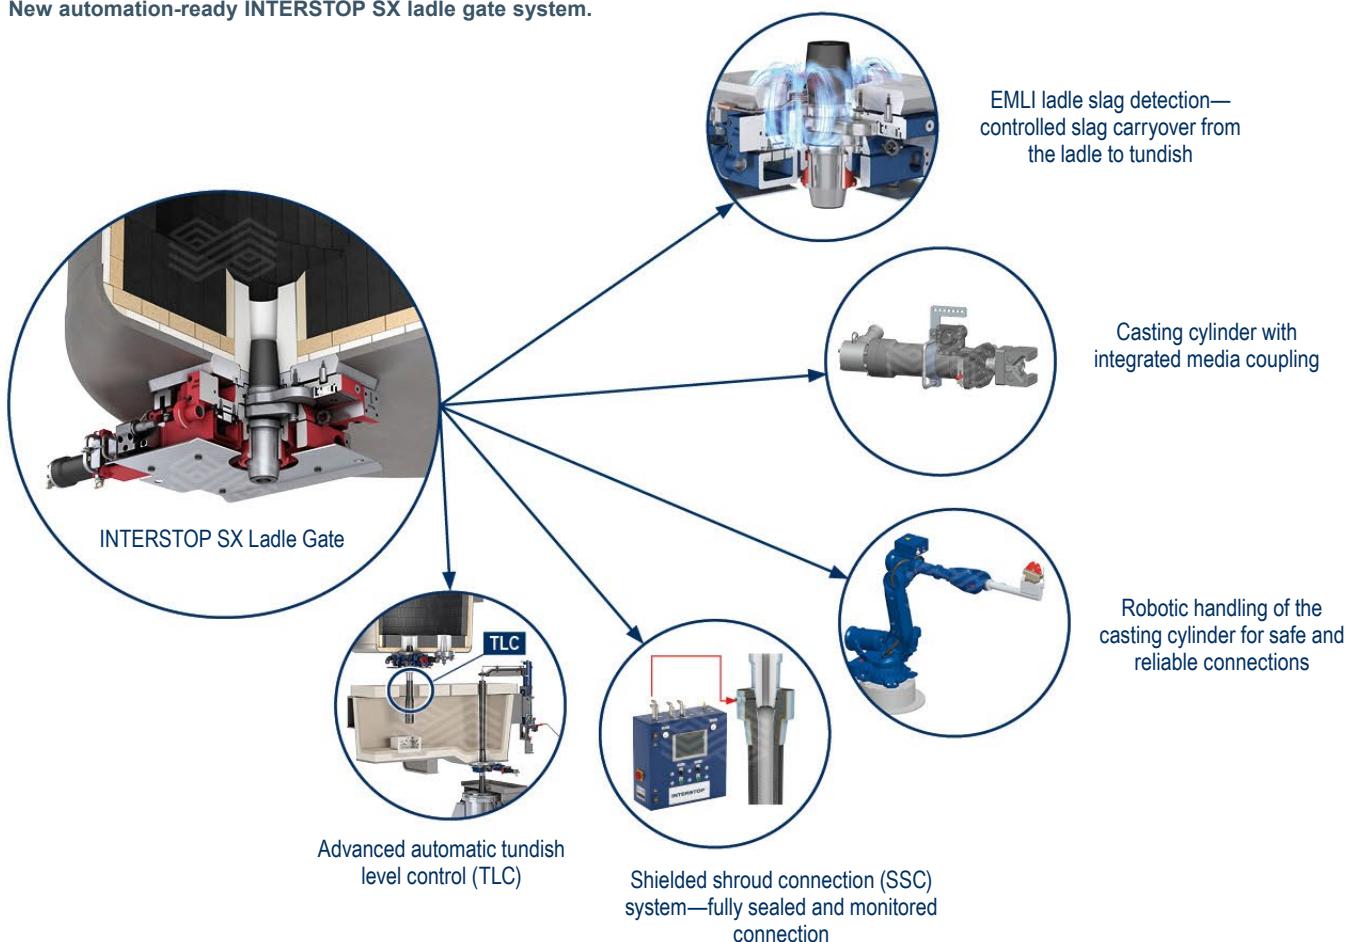 New automation-ready INTERSTOP SX ladle gate system.
EMLI ladle slag detection—
controlled slag carryover from
the ladle to tundish
Casting cylinder with
integrated media coupling
INTERSTOP SX Ladle Gate
Robotic handling of the
casting cylinder for safe and
reliable connections
TLC
INTERSTOP
Advanced automatic tundish
level control (TLC)
Shielded shroud connection (SSC)
system—fully sealed and monitored
connection